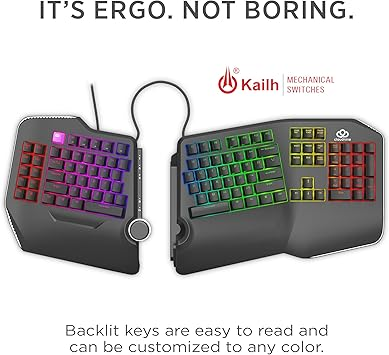 IT'S ERGO. NOT BORING.
Kailh MECHANICAL
SWITCHES
Backlit keys are easy to read and
can be customized to any color.